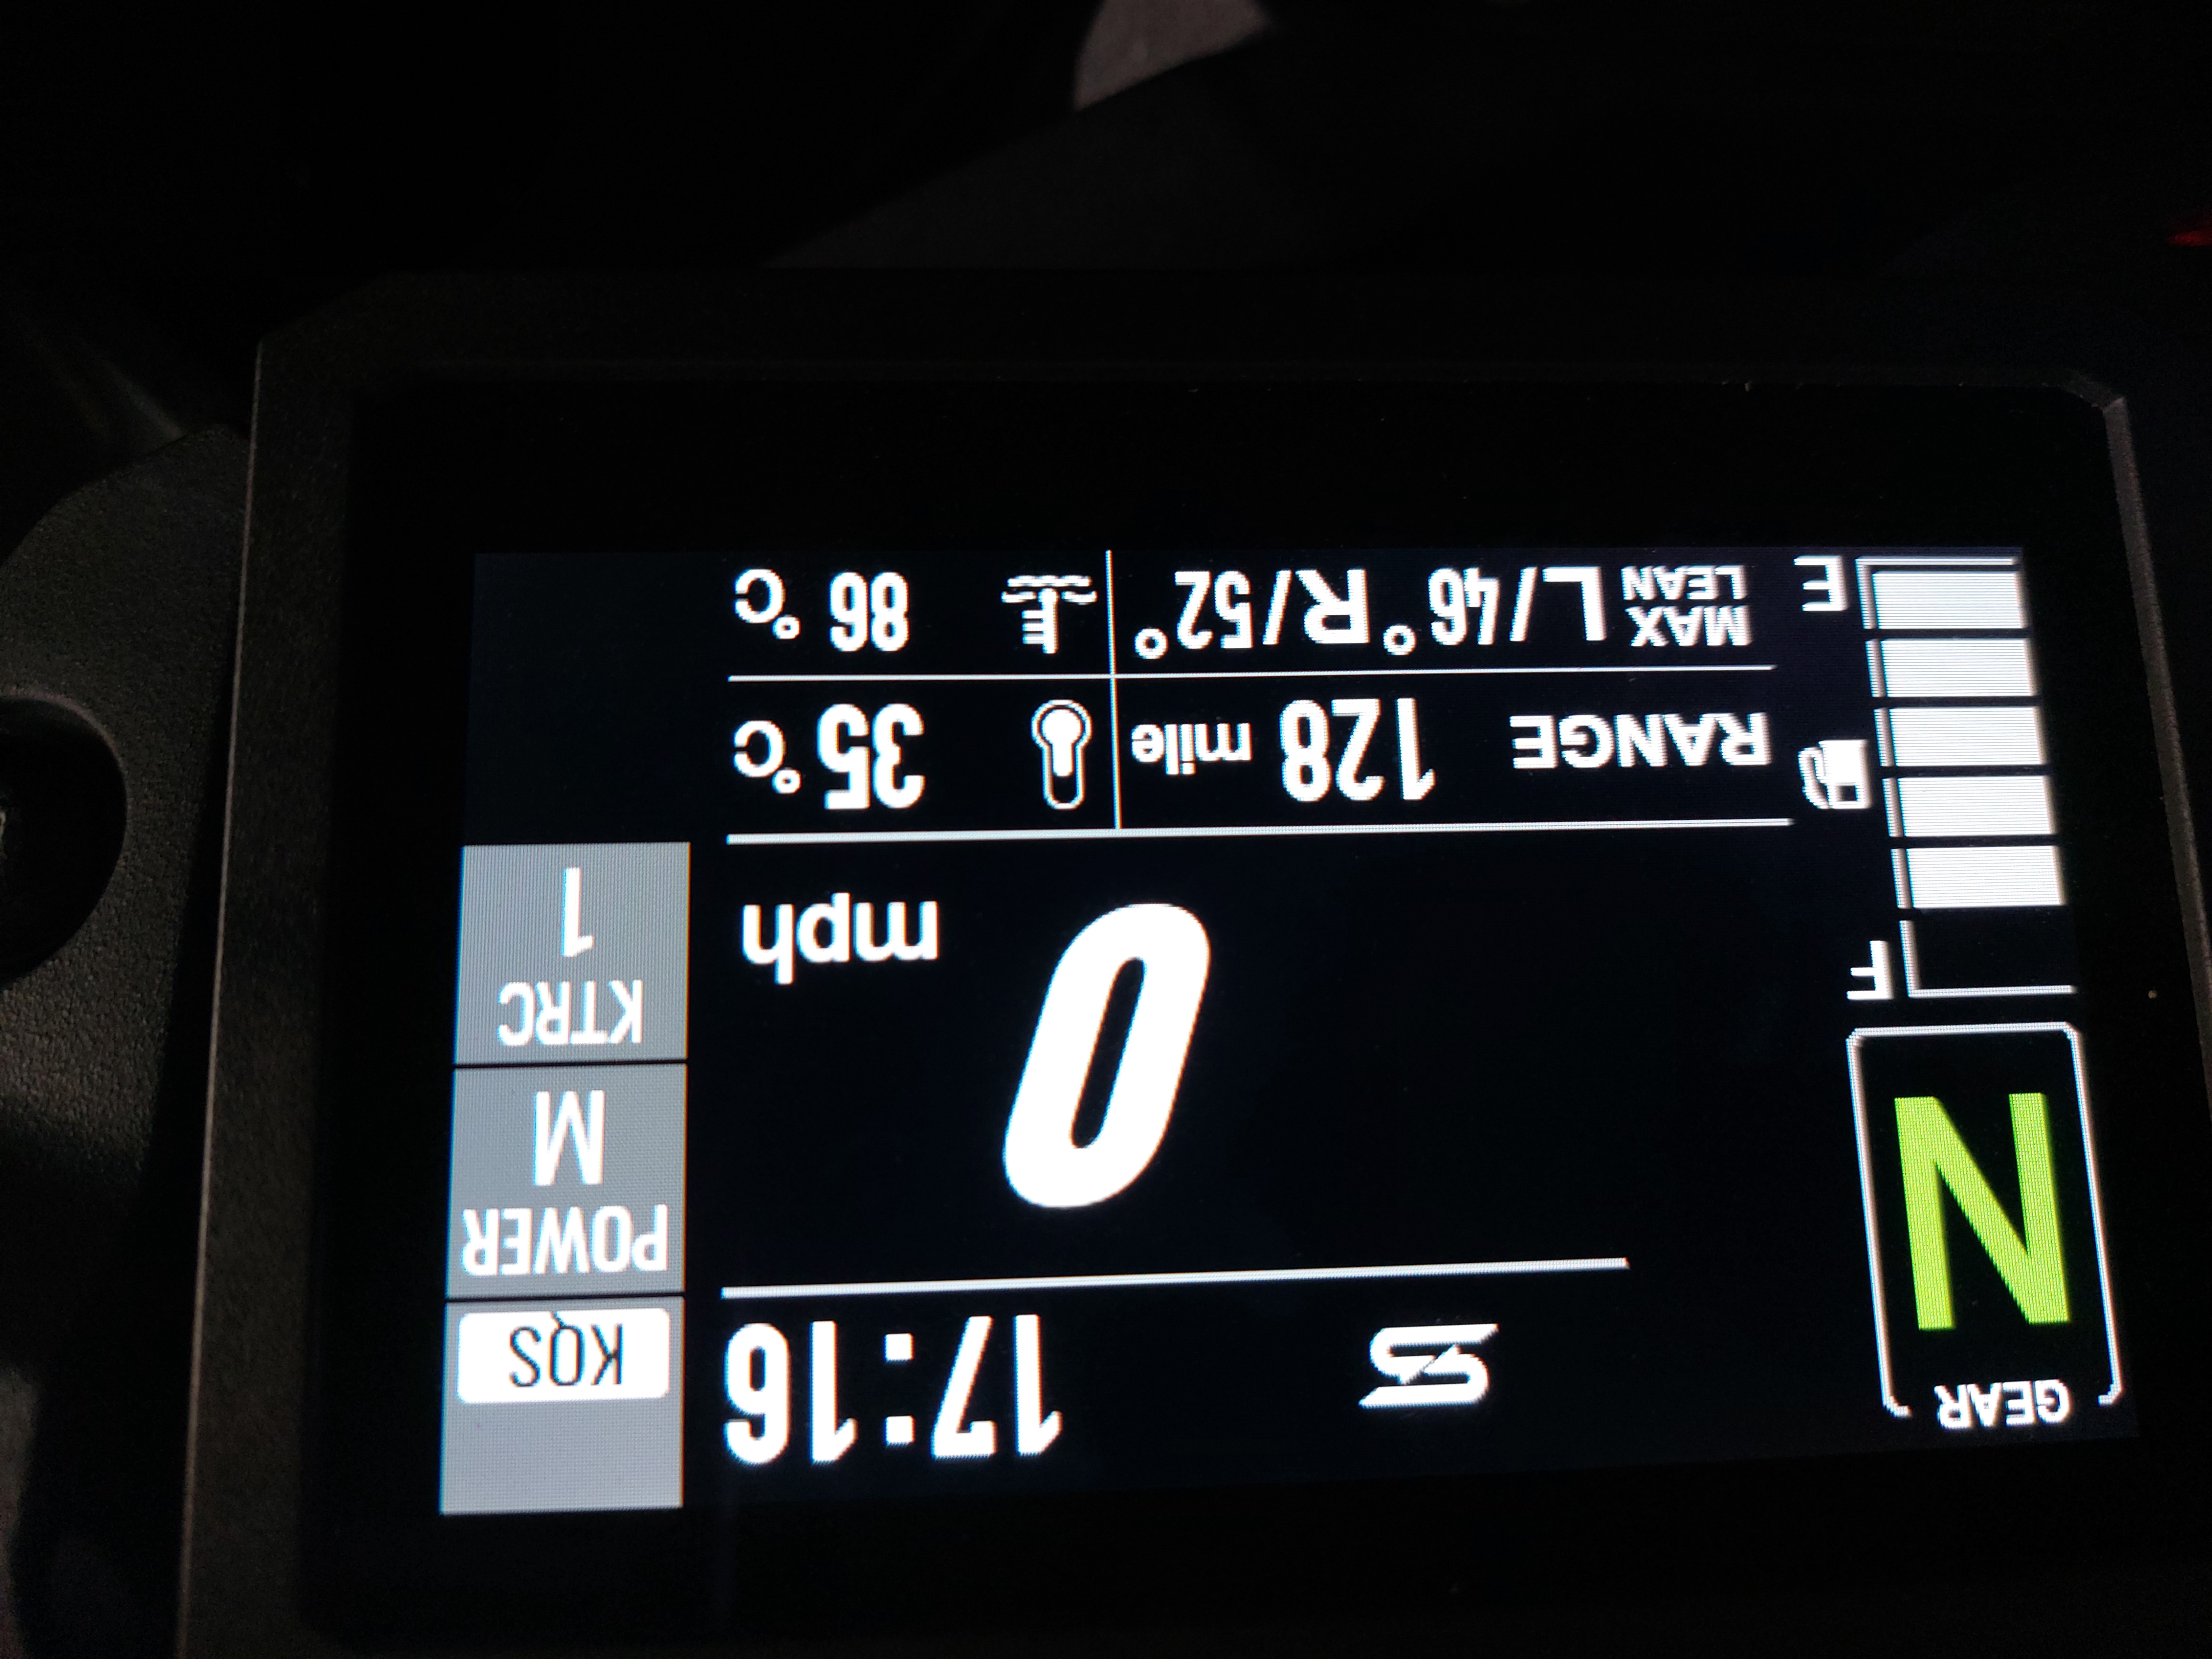 GEAR
N
17:16
KQS
0 mph
POWER
M
KTRC
1
F
E
RANGE 128 mile
35 °C
MAX LEAN L/46° R/52°
86 °C